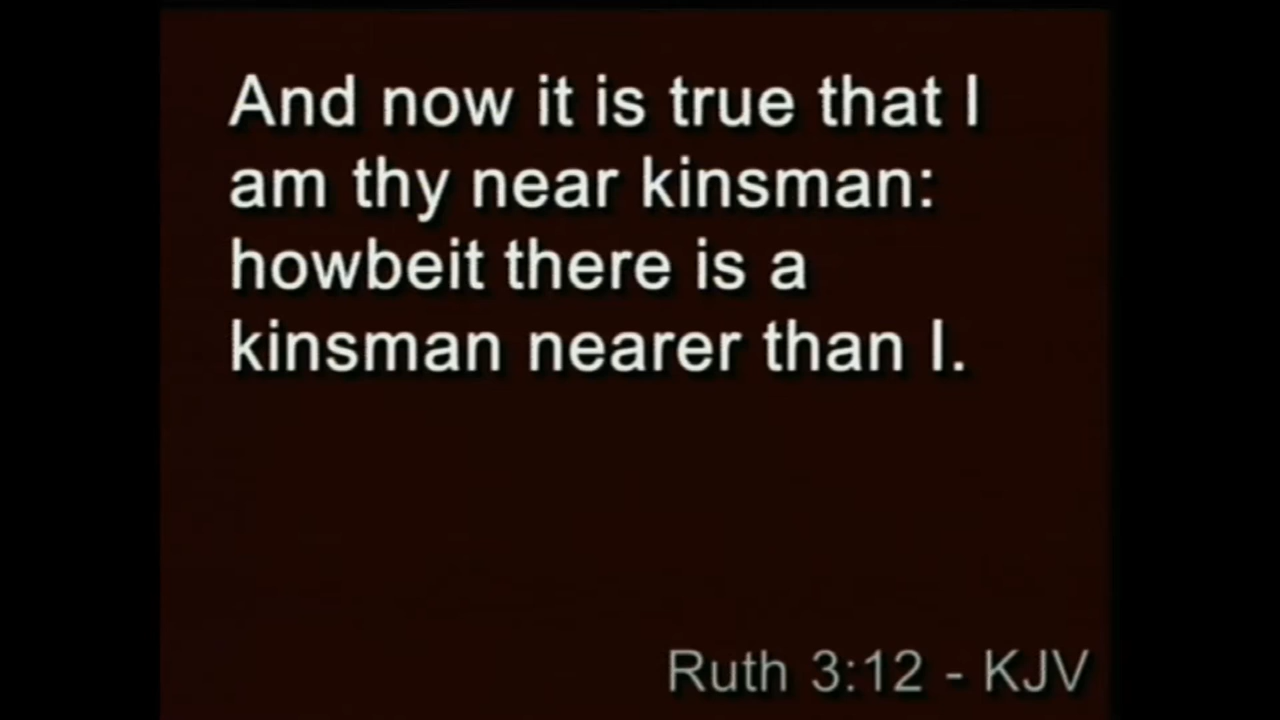 And now it is true that I
am thy near kinsman:
howbeit there is a
kinsman nearer than I.
Ruth 3:12 - KJV